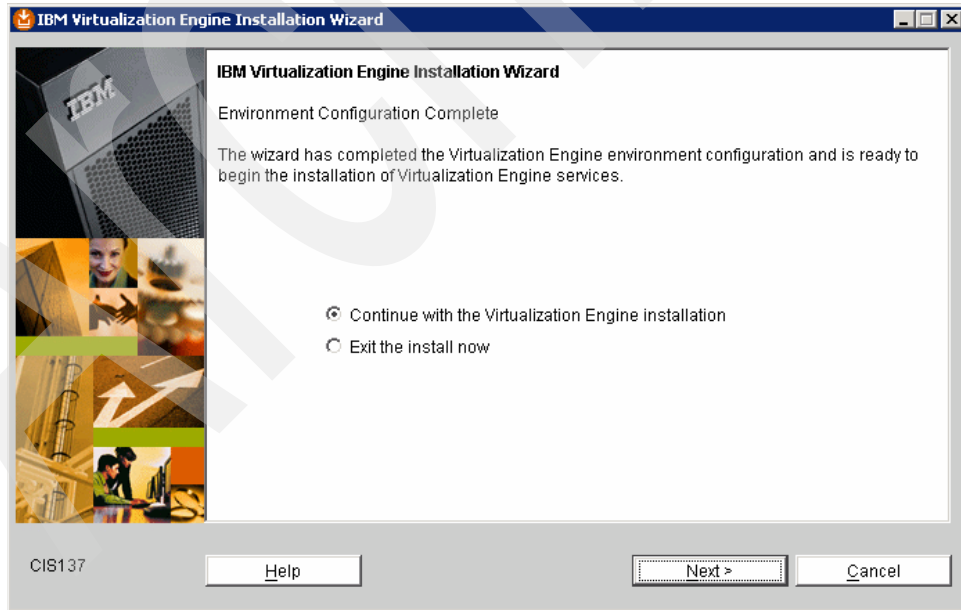 IBM Virtualization Engine Installation Wizard
IBM
IBM Virtualization Engine Installation Wizard
Environment Configuration Complete
The wizard has completed the Virtualization Engine environment configuration and is ready to
begin the installation of Virtualization Engine services.
Continue with the Virtualization Engine installation
Exit the install now
CIS137
Help
Next >
Cancel